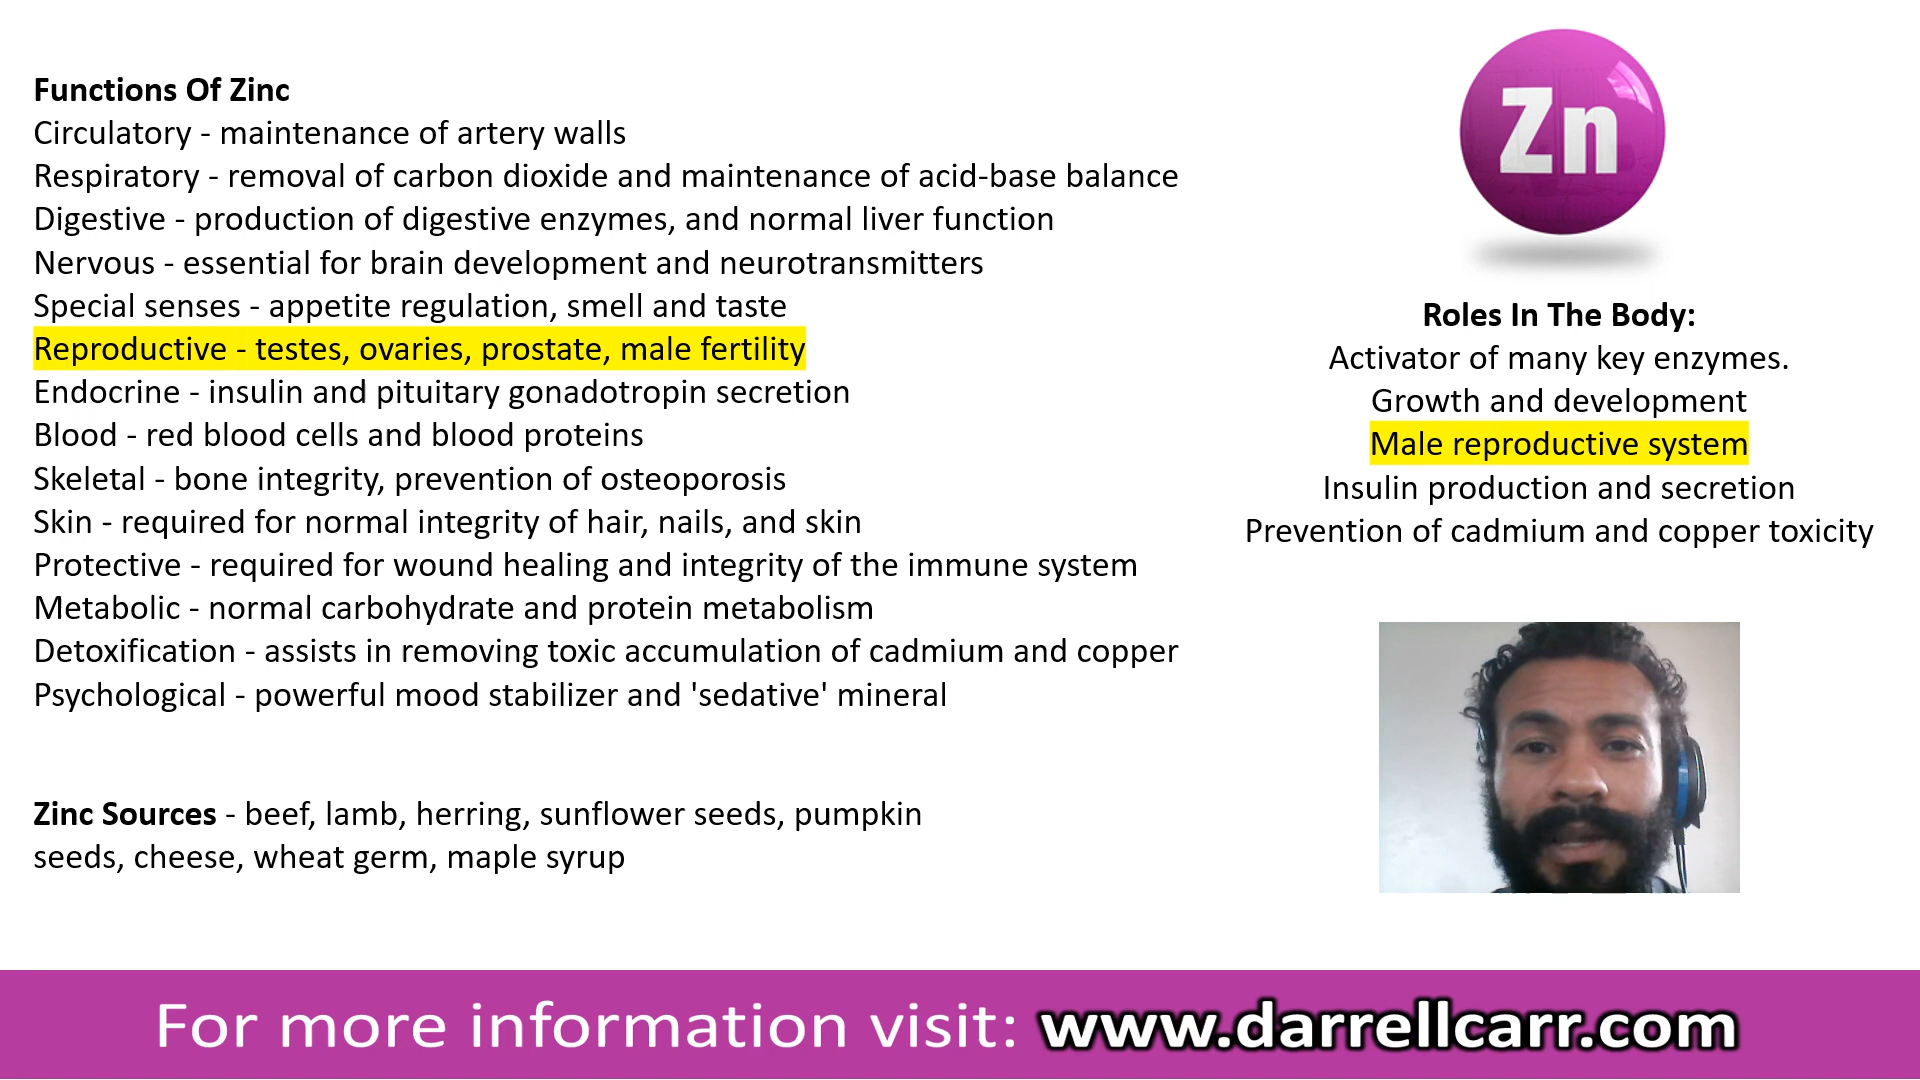 Functions Of Zinc
Circulatory - maintenance of artery walls
Respiratory - removal of carbon dioxide and maintenance of acid-base balance
Digestive - production of digestive enzymes, and normal liver function
Nervous - essential for brain development and neurotransmitters
Special senses - appetite regulation, smell and taste
Reproductive - testes, ovaries, prostate, male fertility
Endocrine - insulin and pituitary gonadotropin secretion
Blood - red blood cells and blood proteins
Skeletal - bone integrity, prevention of osteoporosis
Skin - required for normal integrity of hair, nails, and skin
Protective - required for wound healing and integrity of the immune system
Metabolic - normal carbohydrate and protein metabolism
Detoxification - assists in removing toxic accumulation of cadmium and copper
Psychological - powerful mood stabilizer and 'sedative' mineral
Zinc Sources - beef, lamb, herring, sunflower seeds, pumpkin
seeds, cheese, wheat germ, maple syrup
Zn
Roles In The Body:
Activator of many key enzymes.
Growth and development
Male reproductive system
Insulin production and secretion
Prevention of cadmium and copper toxicity
For more information visit: www.darrellcarr.com